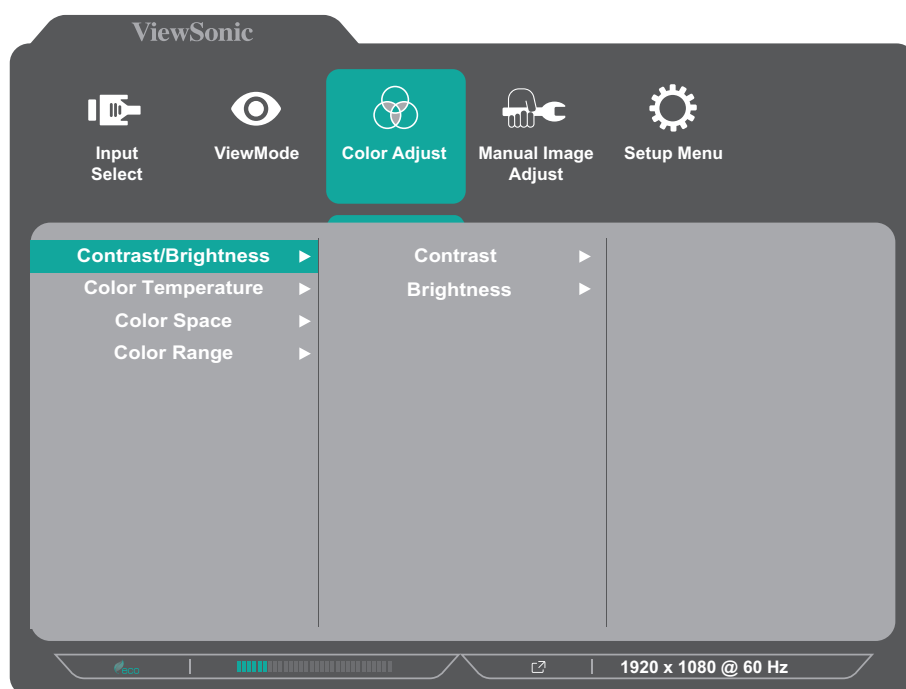 ViewSonic
Input
Select
ViewMode
Color Adjust
Manual Image
Adjust
Setup Menu
Contrast/Brightness
Color Temperature
Color Space
Color Range
Contrast
Brightness
eco
1920 x 1080 @ 60 Hz